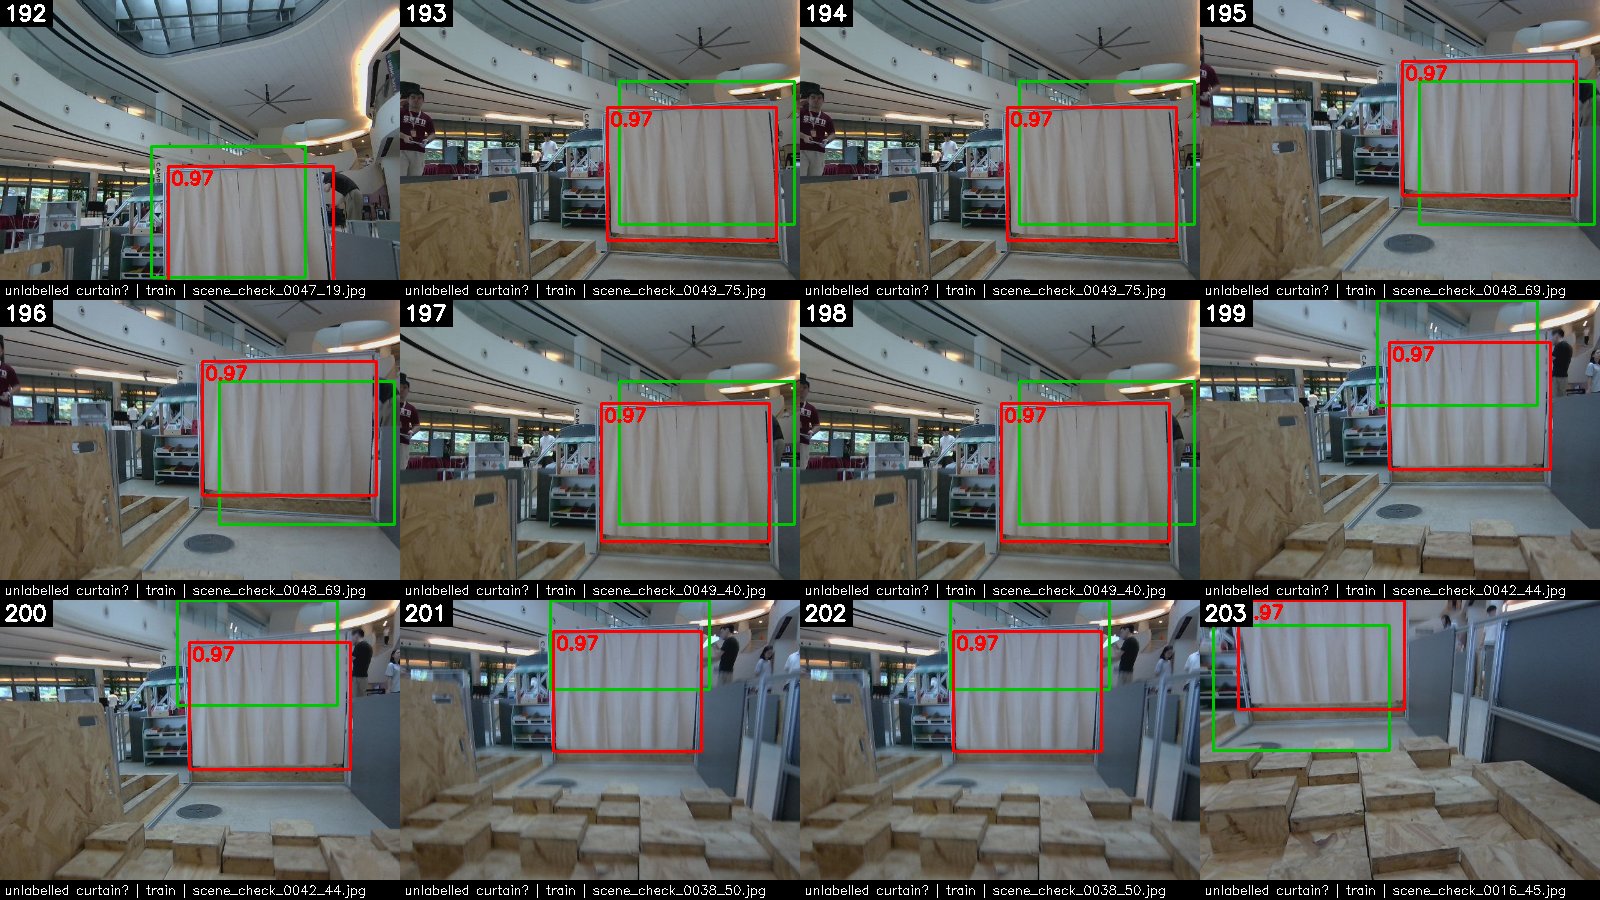 192
193
194
195
0.97
0.97
0.97
0.97
unlabelled curtain? | train | scene_check_0047_19.jpg
unlabelled curtain? | train | scene_check_0049_75.jpg
unlabelled curtain? | train | scene_check_0049_75.jpg
unlabelled curtain? | train | scene_check_0048_69.jpg
196
197
198
199
0.97
0.97
0.97
0.97
unlabelled curtain? | train | scene_check_0048_69.jpg
unlabelled curtain? | train | scene_check_0049_40.jpg
unlabelled curtain? | train | scene_check_0049_40.jpg
unlabelled curtain? | train | scene_check_0042_44.jpg
200
201
202
203
0.97
0.97
0.97
.97
unlabelled curtain? | train | scene_check_0042_44.jpg
unlabelled curtain? | train | scene_check_0038_50.jpg
unlabelled curtain? | train | scene_check_0038_50.jpg
unlabelled curtain? | train | scene_check_0016_45.jpg